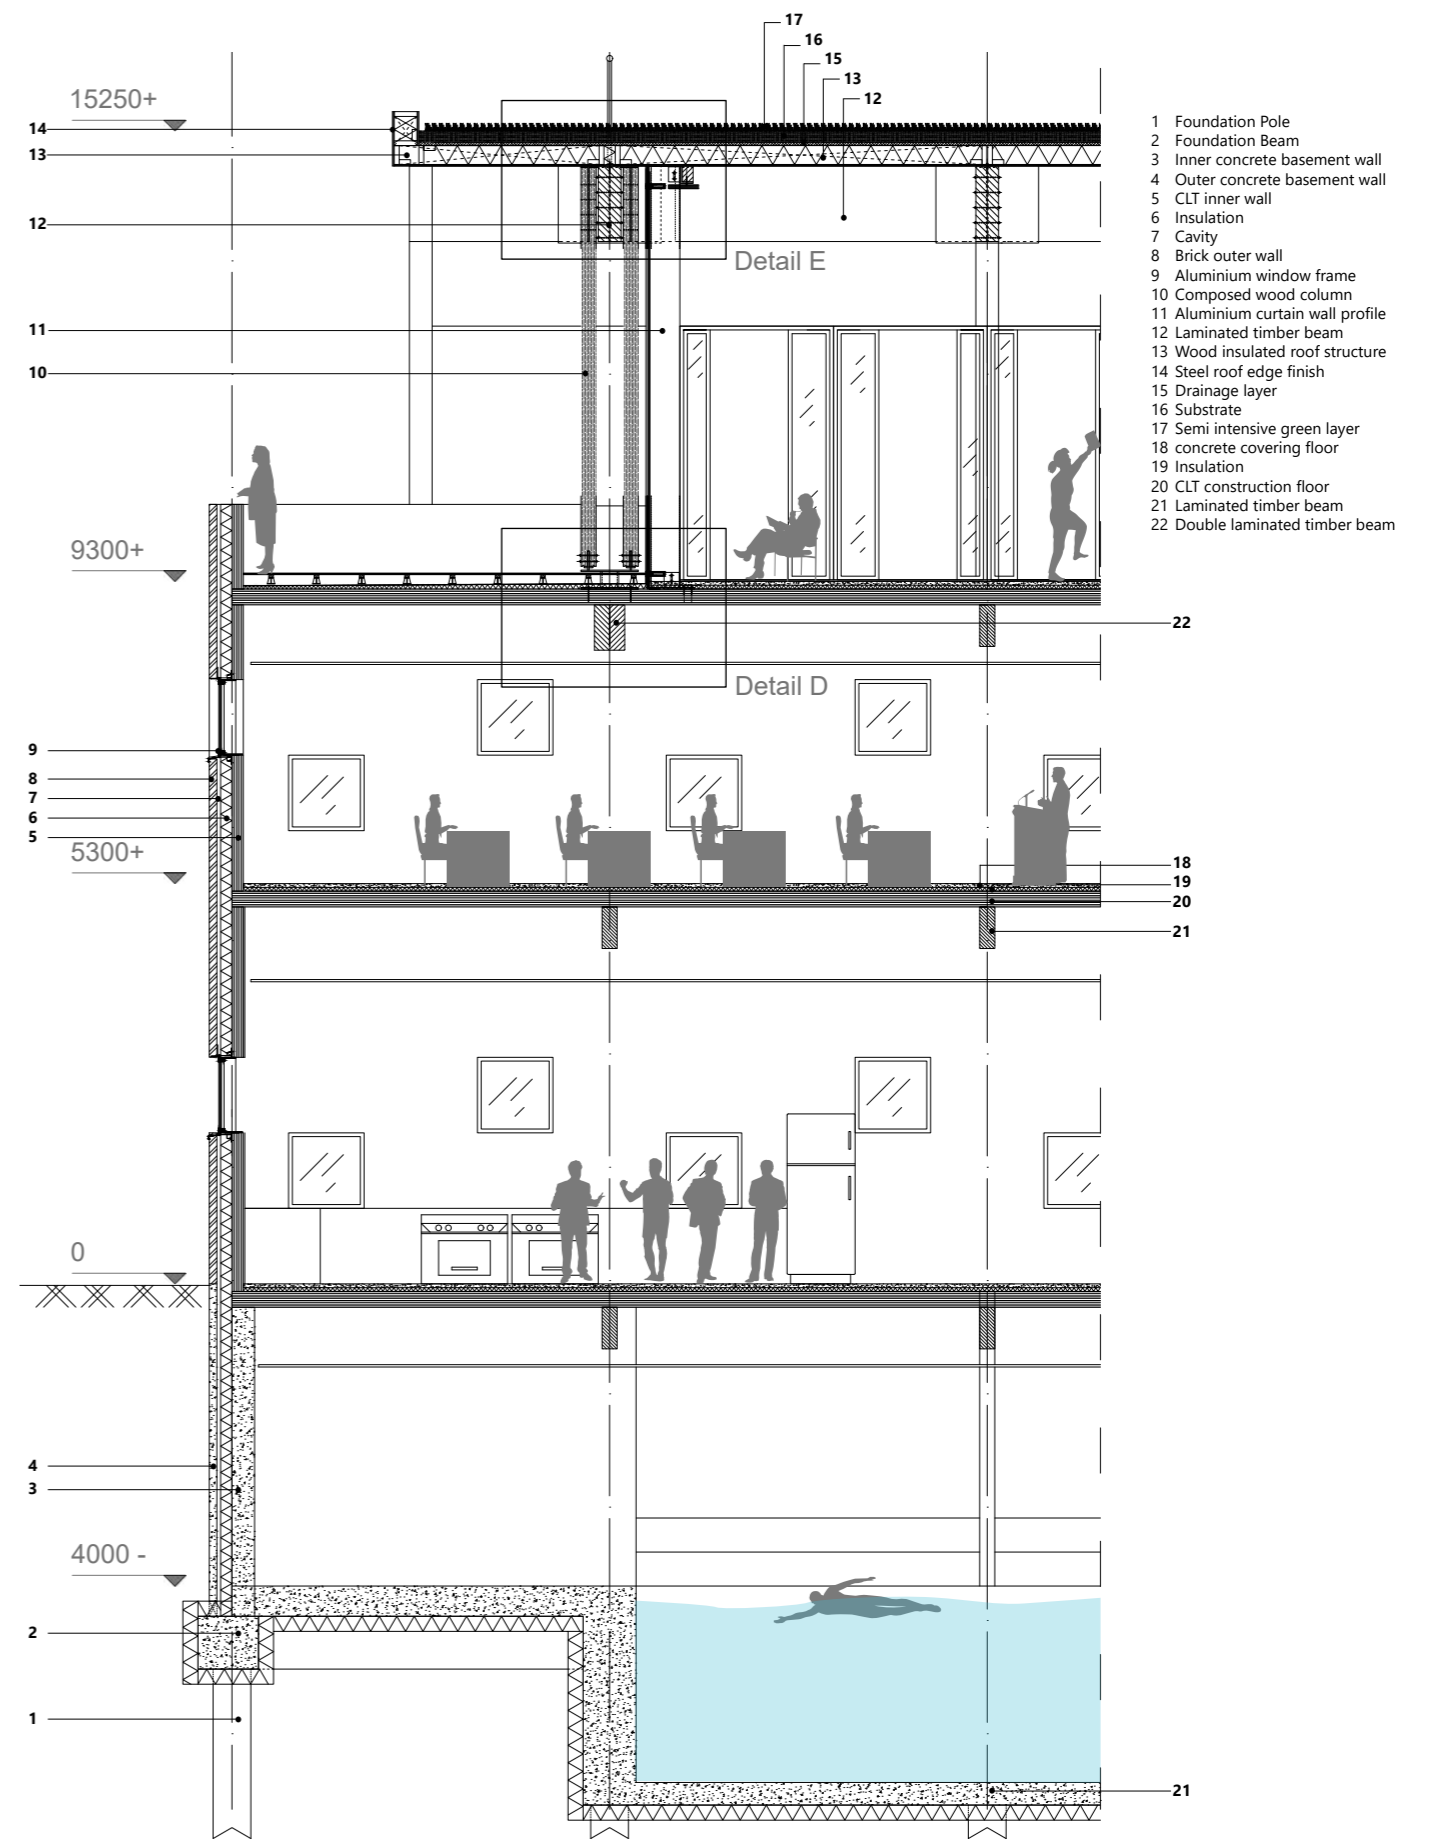 17
16
15
13
12
15250+
14
13
12
Detail E
11
10
1 Foundation Pole
2 Foundation Beam
3 Inner concrete basement wall
4 Outer concrete basement wall
5 CLT inner wall
6 Insulation
7 Cavity
8 Brick outer wall
9 Aluminium window frame
10 Composed wood column
11 Aluminium curtain wall profile
12 Laminated timber beam
13 Wood insulated roof structure
14 Steel roof edge finish
15 Drainage layer
16 Substrate
17 Semi intensive green layer
18 concrete covering floor
19 Insulation
20 CLT construction floor
21 Laminated timber beam
22 Double laminated timber beam
9300+
22
Detail D
9
8
7
6
5
5300+
18
19
20
21
0
4
3
4000 -
2
1
21